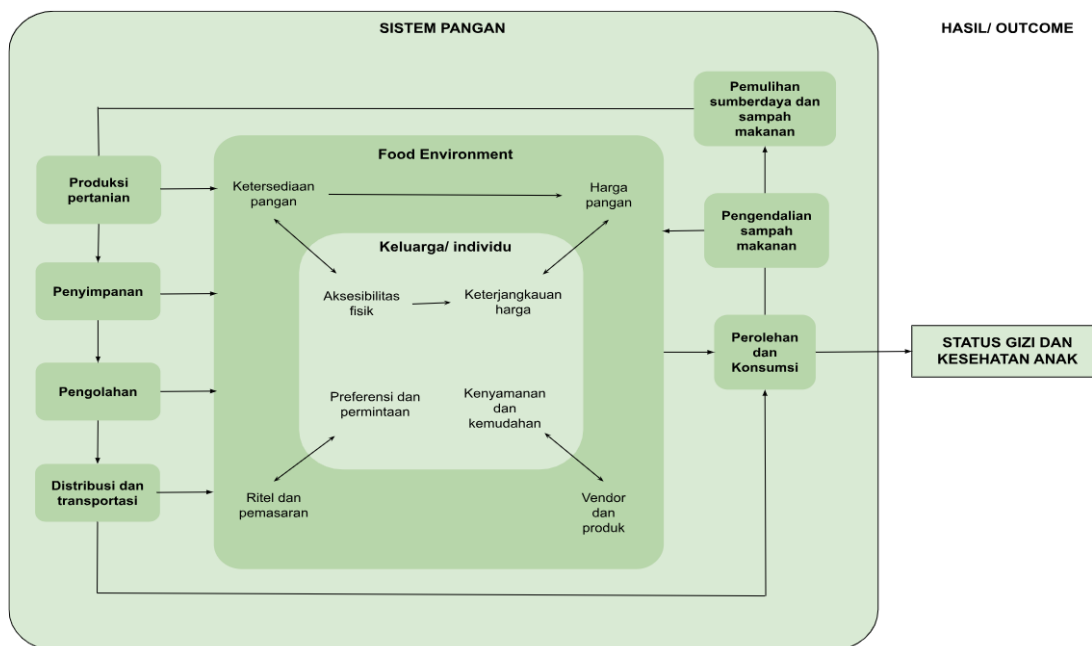 SISTEM PANGAN
HASIL/ OUTCOME
Pemulihan
sumberdaya dan
sampah
makanan
Food Environment
Produksi
pertanian
Ketersediaan
pangan
Harga
pangan
Pengendalian
sampah
makanan
Keluarga/ individu
Penyimpanan
Aksesibilitas
fisik
Keterjangkauan
harga
Perolehan
dan
Konsumsi
STATUS GIZI DAN
KESEHATAN ANAK
Pengolahan
Preferensi dan
permintaan
Kenyamanan
dan
kemudahan
Distribusi dan
transportasi
Ritel dan
pemasaran
Vendor
dan
produk